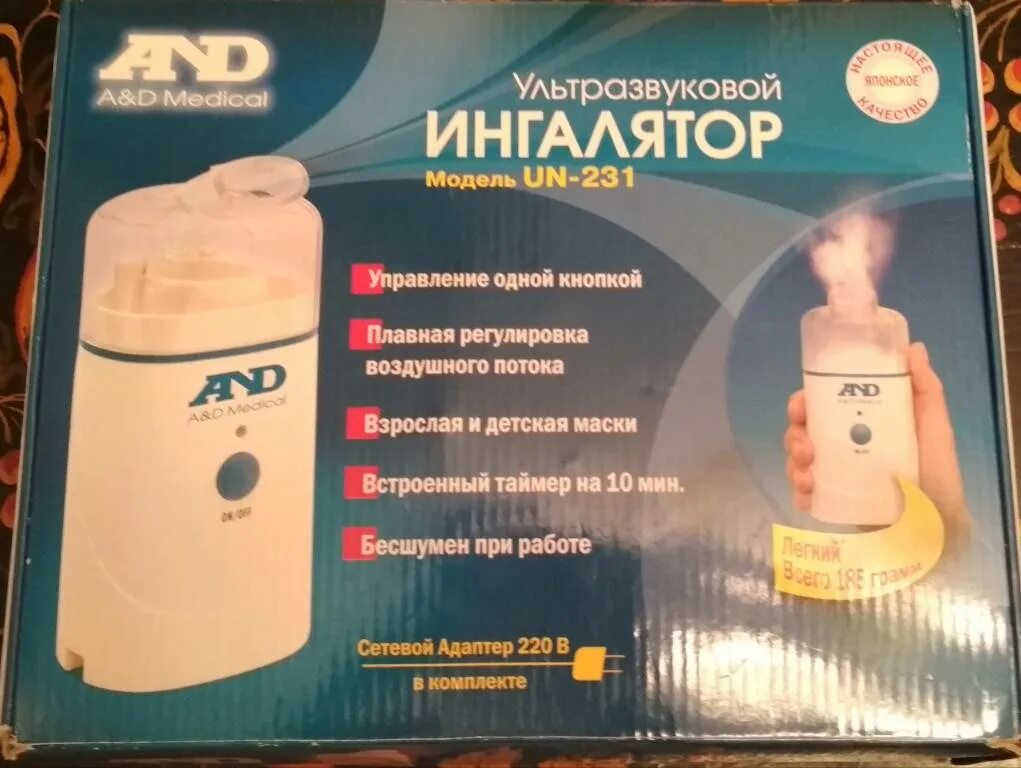 AND
A&D Medical
Ультразвуковой
ИНГАЛЯТОР
Модель UN-231
НАСТОЯЩЕЕ
ЯПОНСКОЕ
КАЧЕСТВО
Управление одной кнопкой
Плавная регулировка
воздушного потока
Взрослая и детская маски
Встроенный таймер на 10 мин.
Бесшумен при работе
AND
A&D Medical
ON/OFF
AND
Легкий
Всего 185 грамм
Сетевой Адаптер 220 В
в комплекте